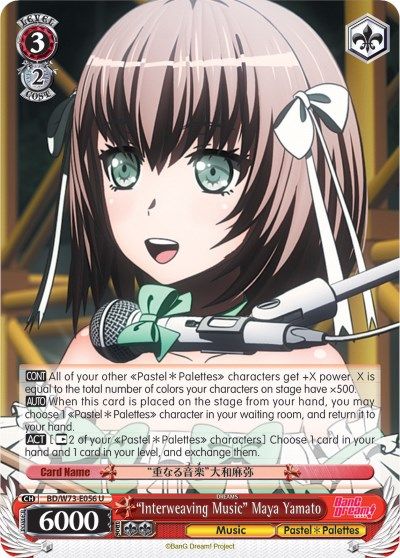 LEVEL
3
2
COST
CONT All of your other ≪Pastel＊Palettes≫ characters get +X power. X is
equal to the total number of colors your characters on stage have ×500.
AUTO When this card is placed on the stage from your hand, you may
choose 1 ≪Pastel＊Palettes≫ character in your waiting room, and return it to
your hand.
ACT [ 2 of your ≪Pastel＊Palettes≫ characters] Choose 1 card in your
hand, and 1 card in your level, and exchange them.
Card Name
“重なる音楽”大和麻弥
CH
BD/W73-E056 U
DREAMS
“Interweaving Music” Maya Yamato
BanG Dream!
POWER
6000
Music
Pastel＊Palettes
©BanG Dream! Project